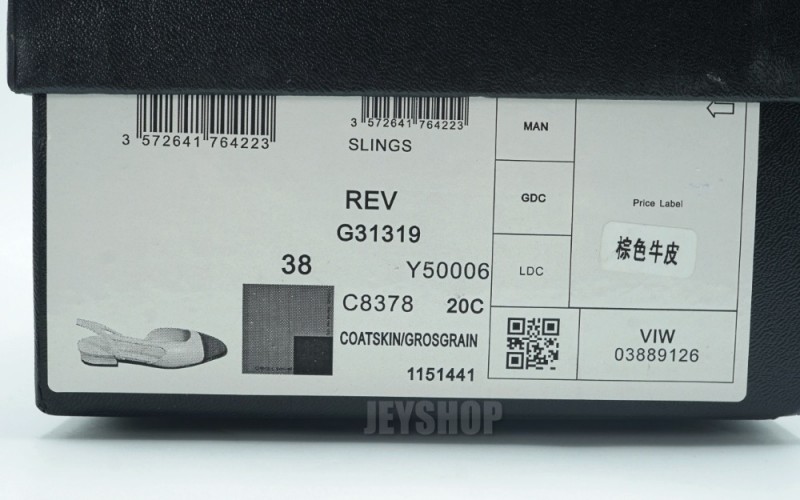 3 572641 764223
3 572641 764223
SLINGS
REV
G31319
38
Y50006
C8378 20C
COATSKIN/GROSGRAIN
1151441
MAN
GDC
LDC
Price Label
棕色牛皮
VIW
03889126
JEYSHOP